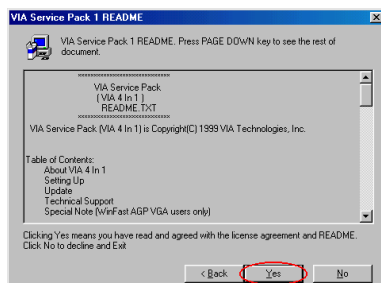 VIA Service Pack 1 README
VIA Service Pack 1 README. Press PAGE DOWN key to see the rest of
document.
××××××××××××××××××××××××××××
VIA Service Pack
( VIA 4 In 1 )
README.TXT
××××××××××××××××××××××××××××
VIA Service Pack (VIA 4 In 1) is Copyright(C) 1999 VIA Technologies, Inc.
Table of Contents:
About VIA 4 In 1
Setting Up
Update
Technical Support
Special Note (WinFast AGP VGA users only)
Clicking Yes means you have read and agreed with the license agreement and README.
Click No to decline and Exit
< Back
Yes
No